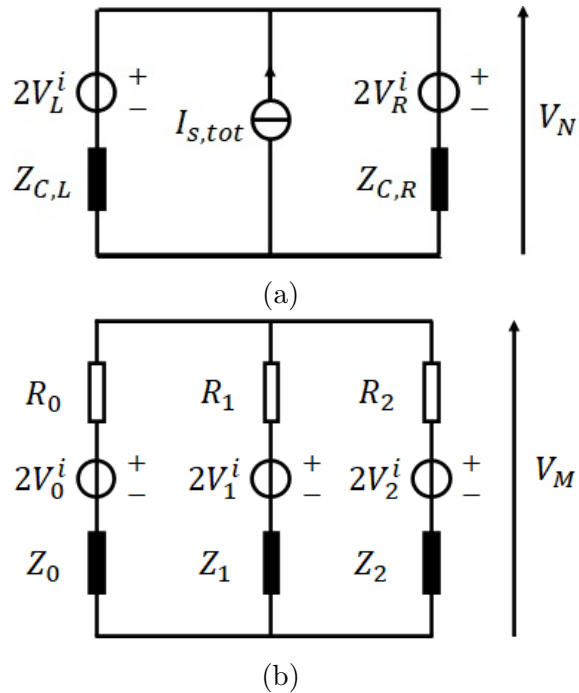 2V_L^i + − I_{s,tot} 2V_R^i + − V_N
Z_{C,L} Z_{C,R}
(a)
R_0 R_1 R_2
2V_0^i + − 2V_1^i + − 2V_2^i + − V_M
Z_0 Z_1 Z_2
(b)